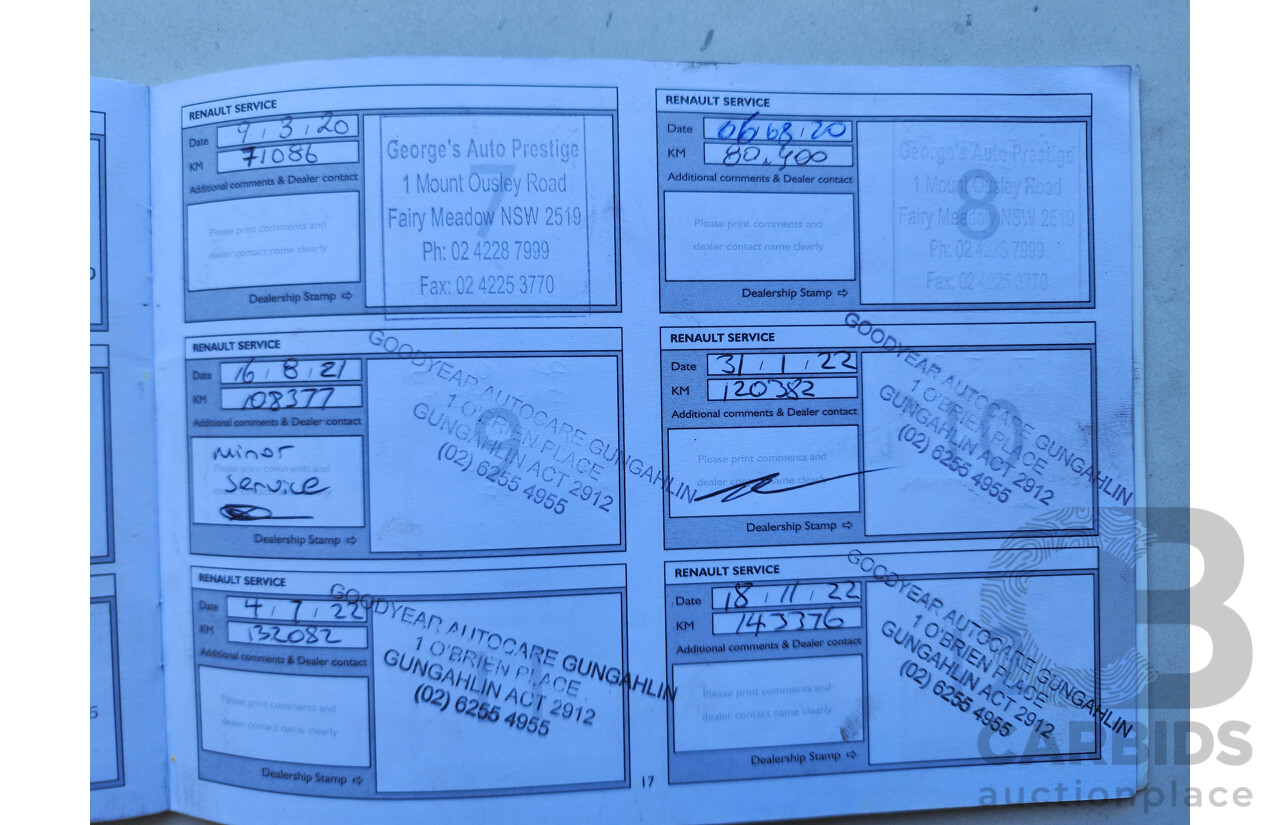 RENAULT SERVICE
Date 9 / 3 / 20
KM 71086
Additional comments & Dealer contact
Please print comments and
dealer contact name clearly
Dealership Stamp ⇨
7
George's Auto Prestige
1 Mount Ousley Road
Fairy Meadow NSW 2519
Ph: 02 4228 7999
Fax: 02 4225 3770
RENAULT SERVICE
Date 06/08/20
KM 80,400
Additional comments & Dealer contact
Please print comments and
dealer contact name clearly
Dealership Stamp ⇨
8
George's Auto Prestige
1 Mount Ousley Road
Fairy Meadow NSW 2519
Ph: 02 4228 7999
Fax: 02 4225 3770
RENAULT SERVICE
Date 16 / 8 / 21
KM 108377
Additional comments & Dealer contact
Please print comments and
minor
service
Dealership Stamp ⇨
9
GOODYEAR AUTOCARE GUNGAHLIN
1 O'BRIEN PLACE
GUNGAHLIN ACT 2912
(02) 6255 4955
RENAULT SERVICE
Date 31 / 1 / 22
KM 120382
Additional comments & Dealer contact
Please print comments and
dealer contact name clearly
Dealership Stamp ⇨
GOODYEAR AUTOCARE GUNGAHLIN
1 O'BRIEN PLACE
GUNGAHLIN ACT 2912
(02) 6255 4955
RENAULT SERVICE
Date 4 / 7 / 22
KM 132082
Additional comments & Dealer contact
Please print comments and
dealer contact name clearly
Dealership Stamp ⇨
GOODYEAR AUTOCARE GUNGAHLIN
1 O'BRIEN PLACE
GUNGAHLIN ACT 2912
(02) 6255 4955
RENAULT SERVICE
Date 18 / 11 / 22
KM 143376
Additional comments & Dealer contact
Please print comments and
dealer contact name clearly
Dealership Stamp ⇨
GOODYEAR AUTOCARE GUNGAHLIN
1 O'BRIEN PLACE
GUNGAHLIN ACT 2912
(02) 6255 4955
17
CARBIDS
auctionplace